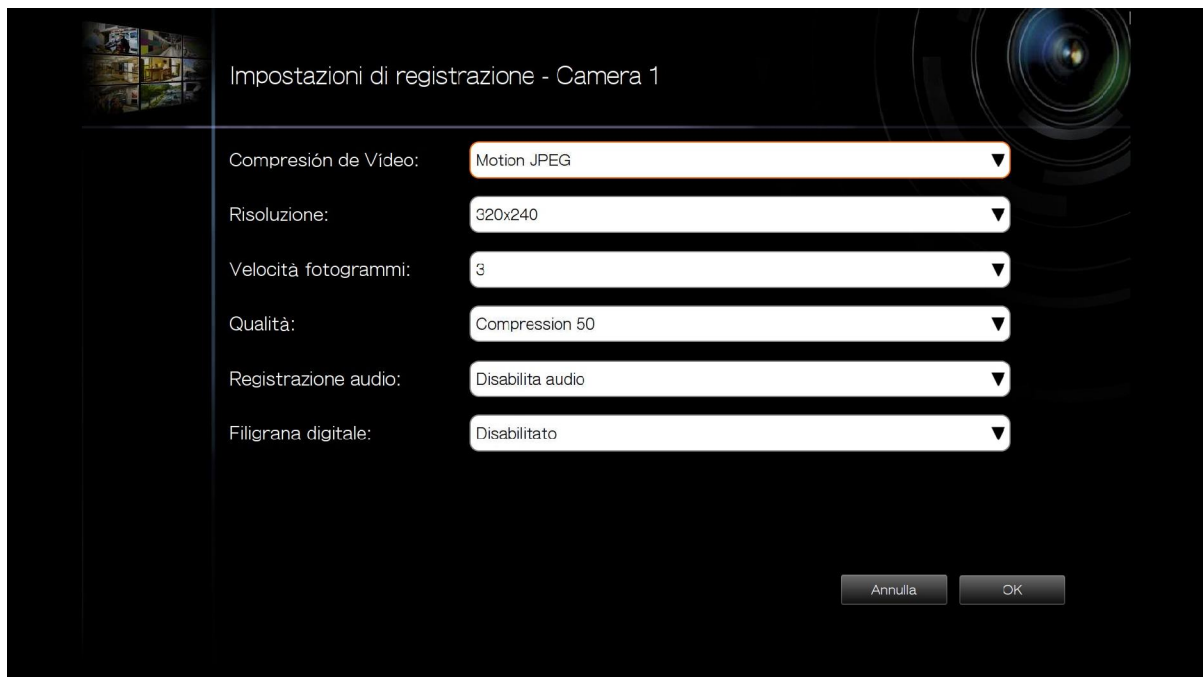 Impostazioni di registrazione - Camera 1
Compresión de Vídeo: Motion JPEG
Risoluzione: 320x240
Velocità fotogrammi: 3
Qualità: Compression 50
Registrazione audio: Disabilita audio
Filigrana digitale: Disabilitato
Annulla OK